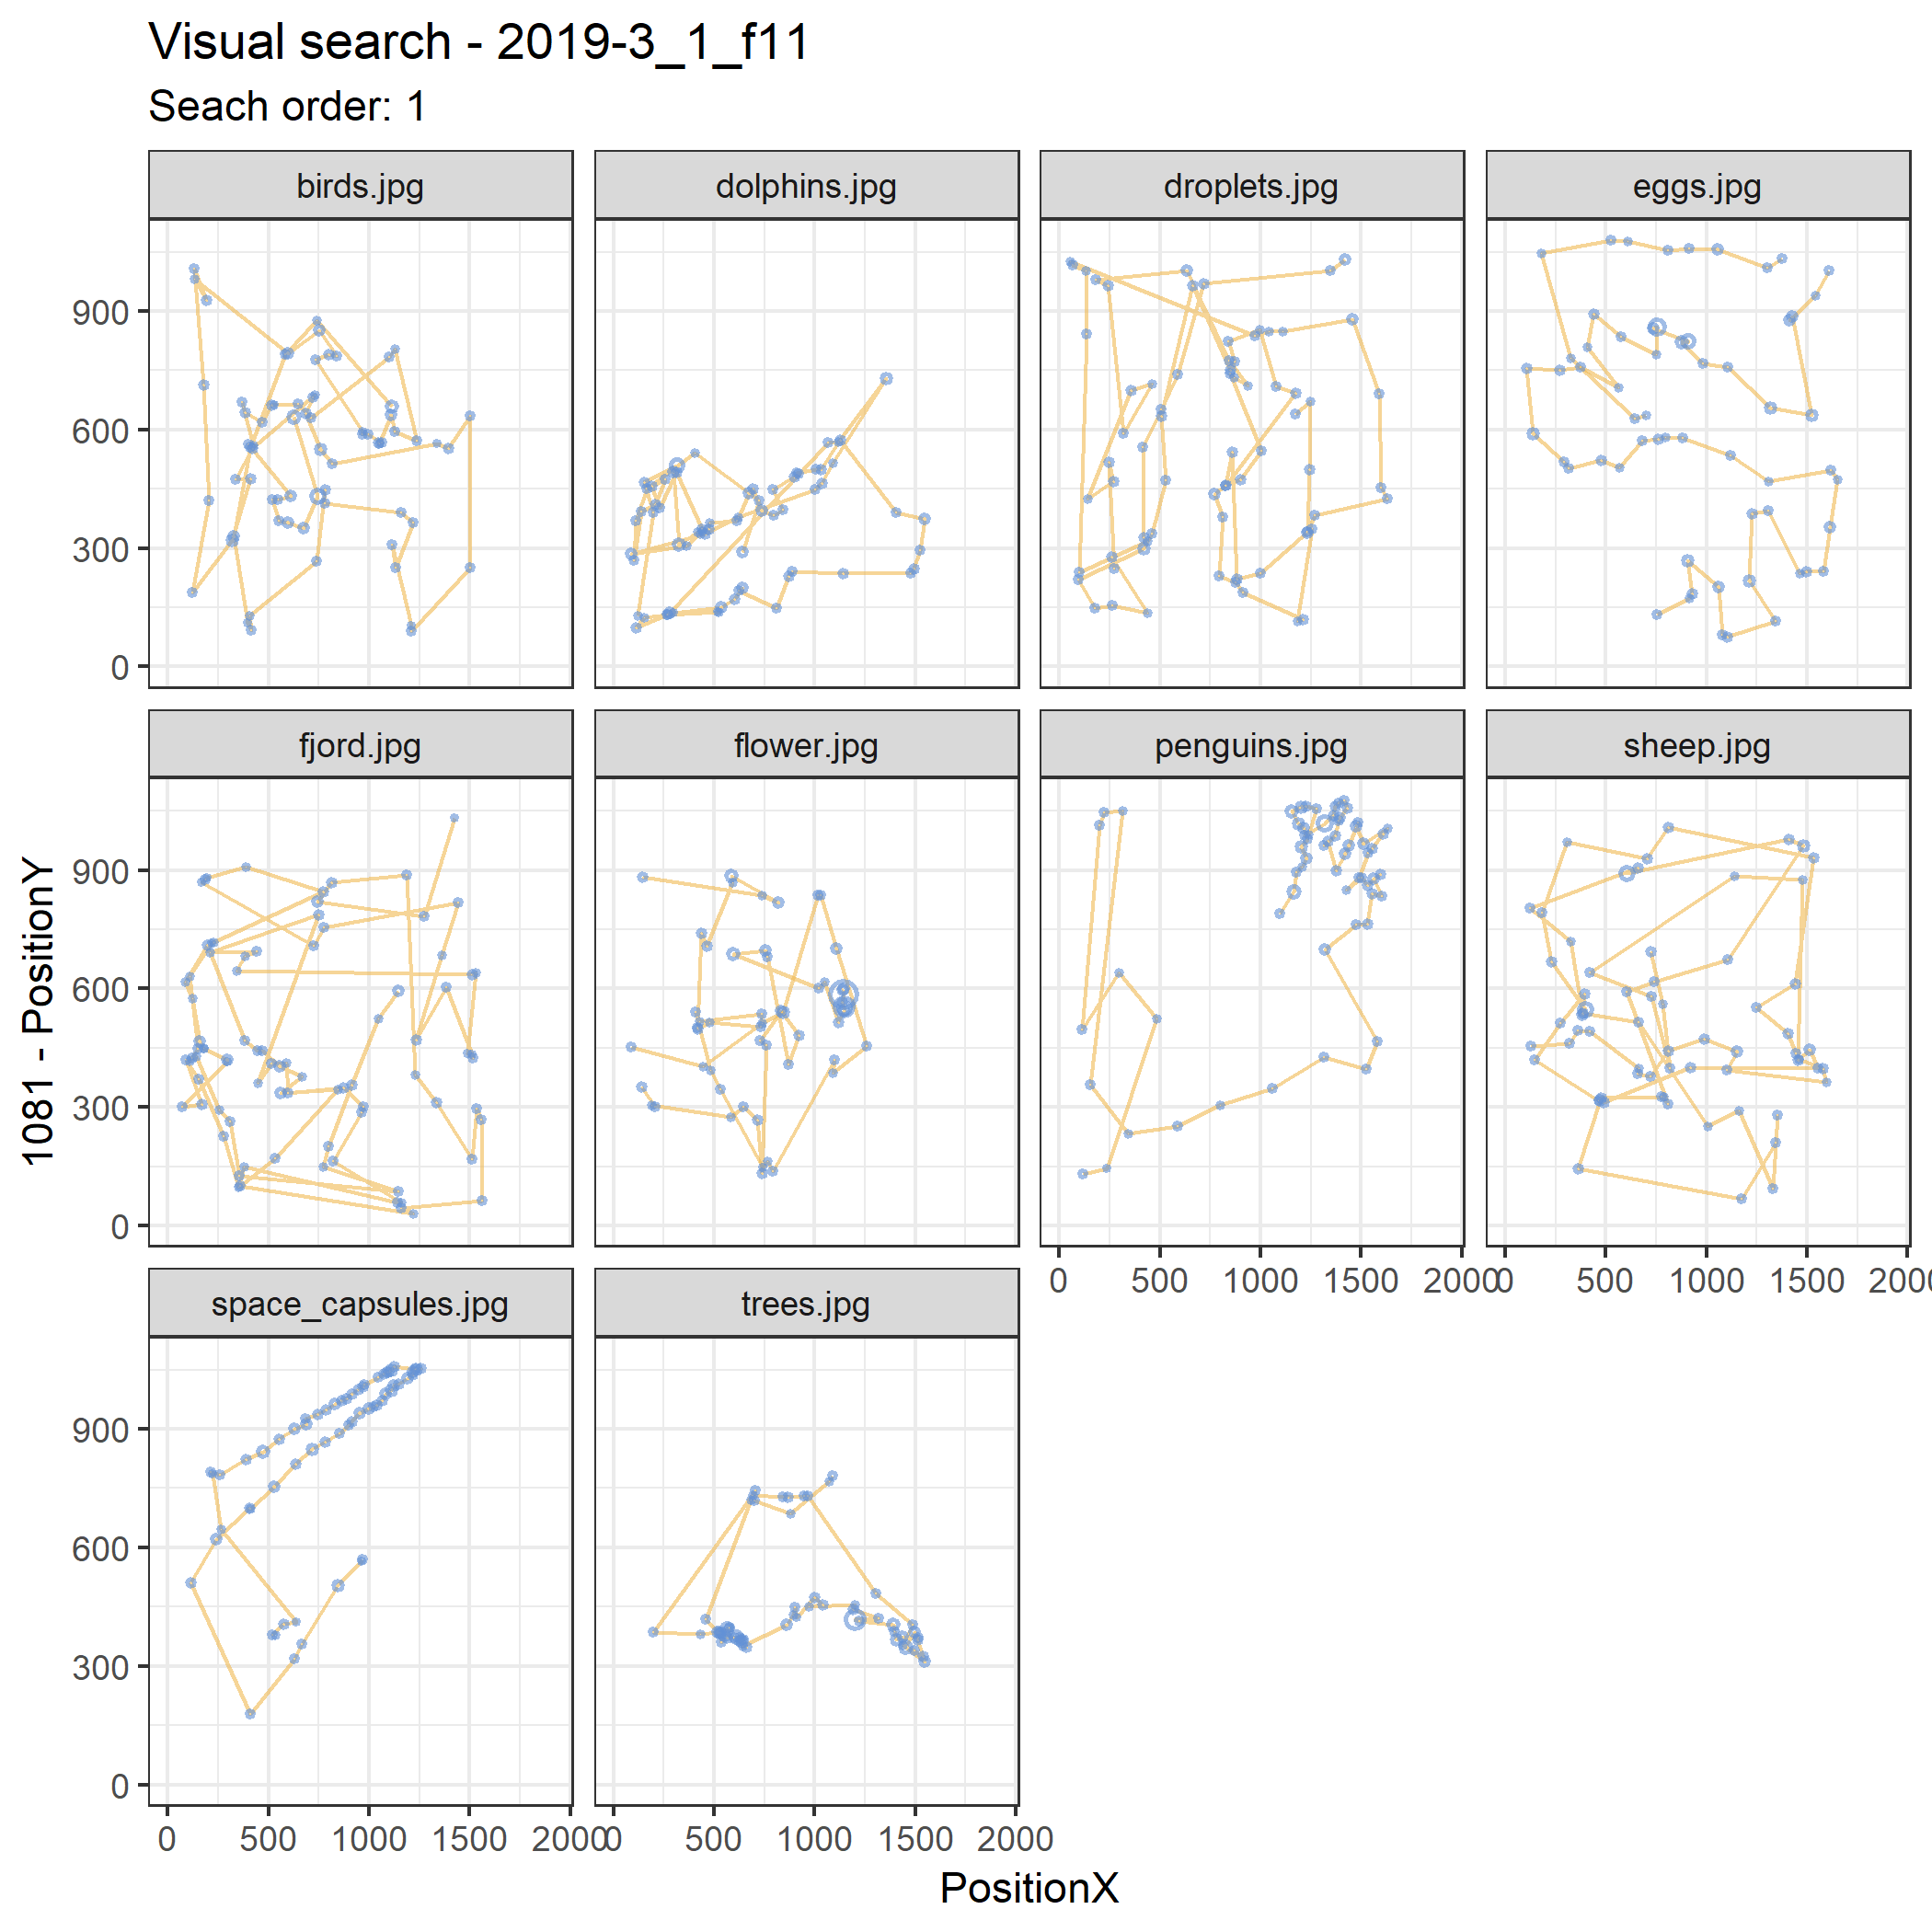 Visual search - 2019-3_1_f11
Seach order: 1
birds.jpg
dolphins.jpg
droplets.jpg
eggs.jpg
900
600
300
0
fjord.jpg
flower.jpg
penguins.jpg
sheep.jpg
900
600
300
0
0 500 1000 1500 2000
0 500 1000 1500 2000
space_capsules.jpg
trees.jpg
900
600
300
0
0 500 1000 1500 2000
0 500 1000 1500 2000
1081 - PositionY
PositionX